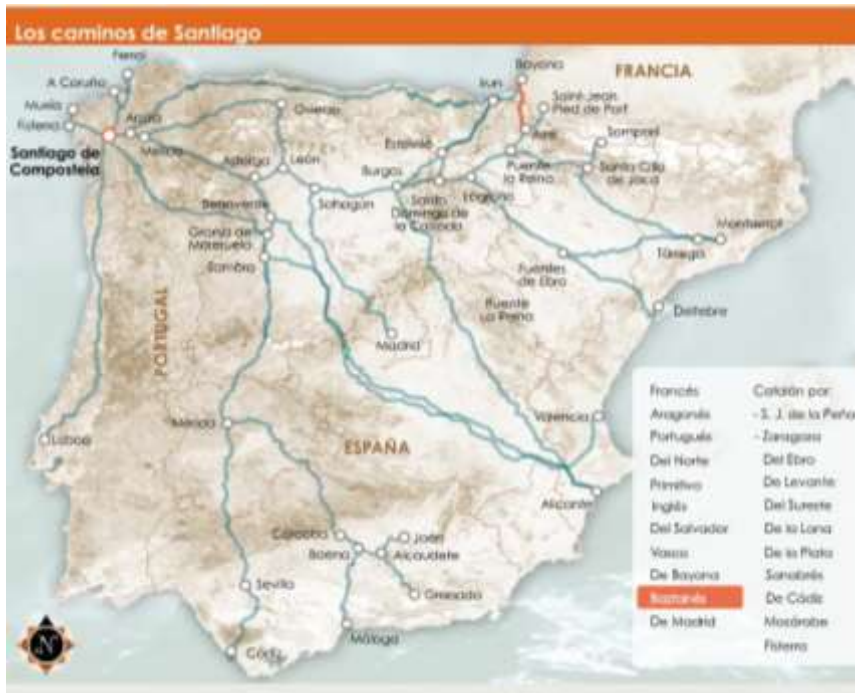 Los caminos de Santiago
Ferrol
Bayona
FRANCIA
A Coruña
Irun
Saint-Jean
Pied de Port
Muxía
Oviedo
Fisterra
Arzúa
Melide
Santiago de
Compostela
Somport
Astorga
León
Burgos
Puente
la Reina
Santa Cilia
de Jaca
Benavente
Sahagún
Santo
Domingo de
la Calzada
Logroño
Granja de
Moreruela
Montserrat
Tàrrega
Fuentes
de Ebro
Puente
La Reina
Deltebre
PORTUGAL
Madrid
Francés
Catalán por:
Aragonés
- S. J. de la Peña
Portugués
- Zaragoza
Del Norte
Del Ebro
Primitivo
De Levante
Inglés
Del Sureste
Del Salvador
De la Lana
Vasco
De la Plata
De Bayona
Sanabrés
Baztanés
De Cádiz
De Madrid
Mozárabe
Fisterra
Lisboa
Mérida
ESPAÑA
Valencia
Alicante
Córdoba
Jaén
Baena
Alcaudete
Sevilla
Granada
Málaga
Cádiz
N